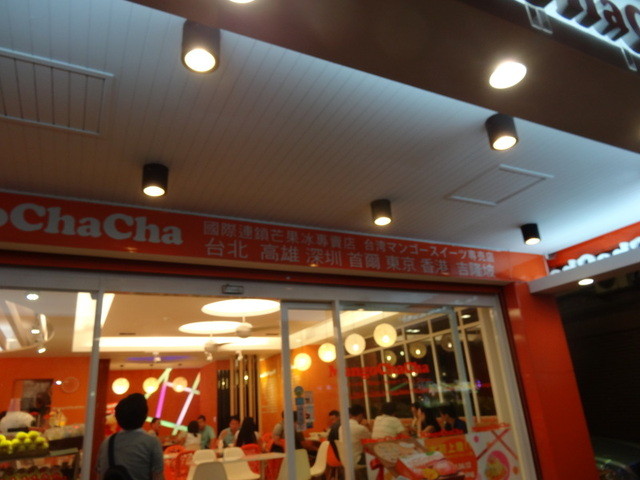 oChaCha
國際連鎖芒果冰專賣店 台湾マンゴースイーツ専売店
台北 高雄 深圳 首爾 東京 香港 吉隆坡
MangoChaCha